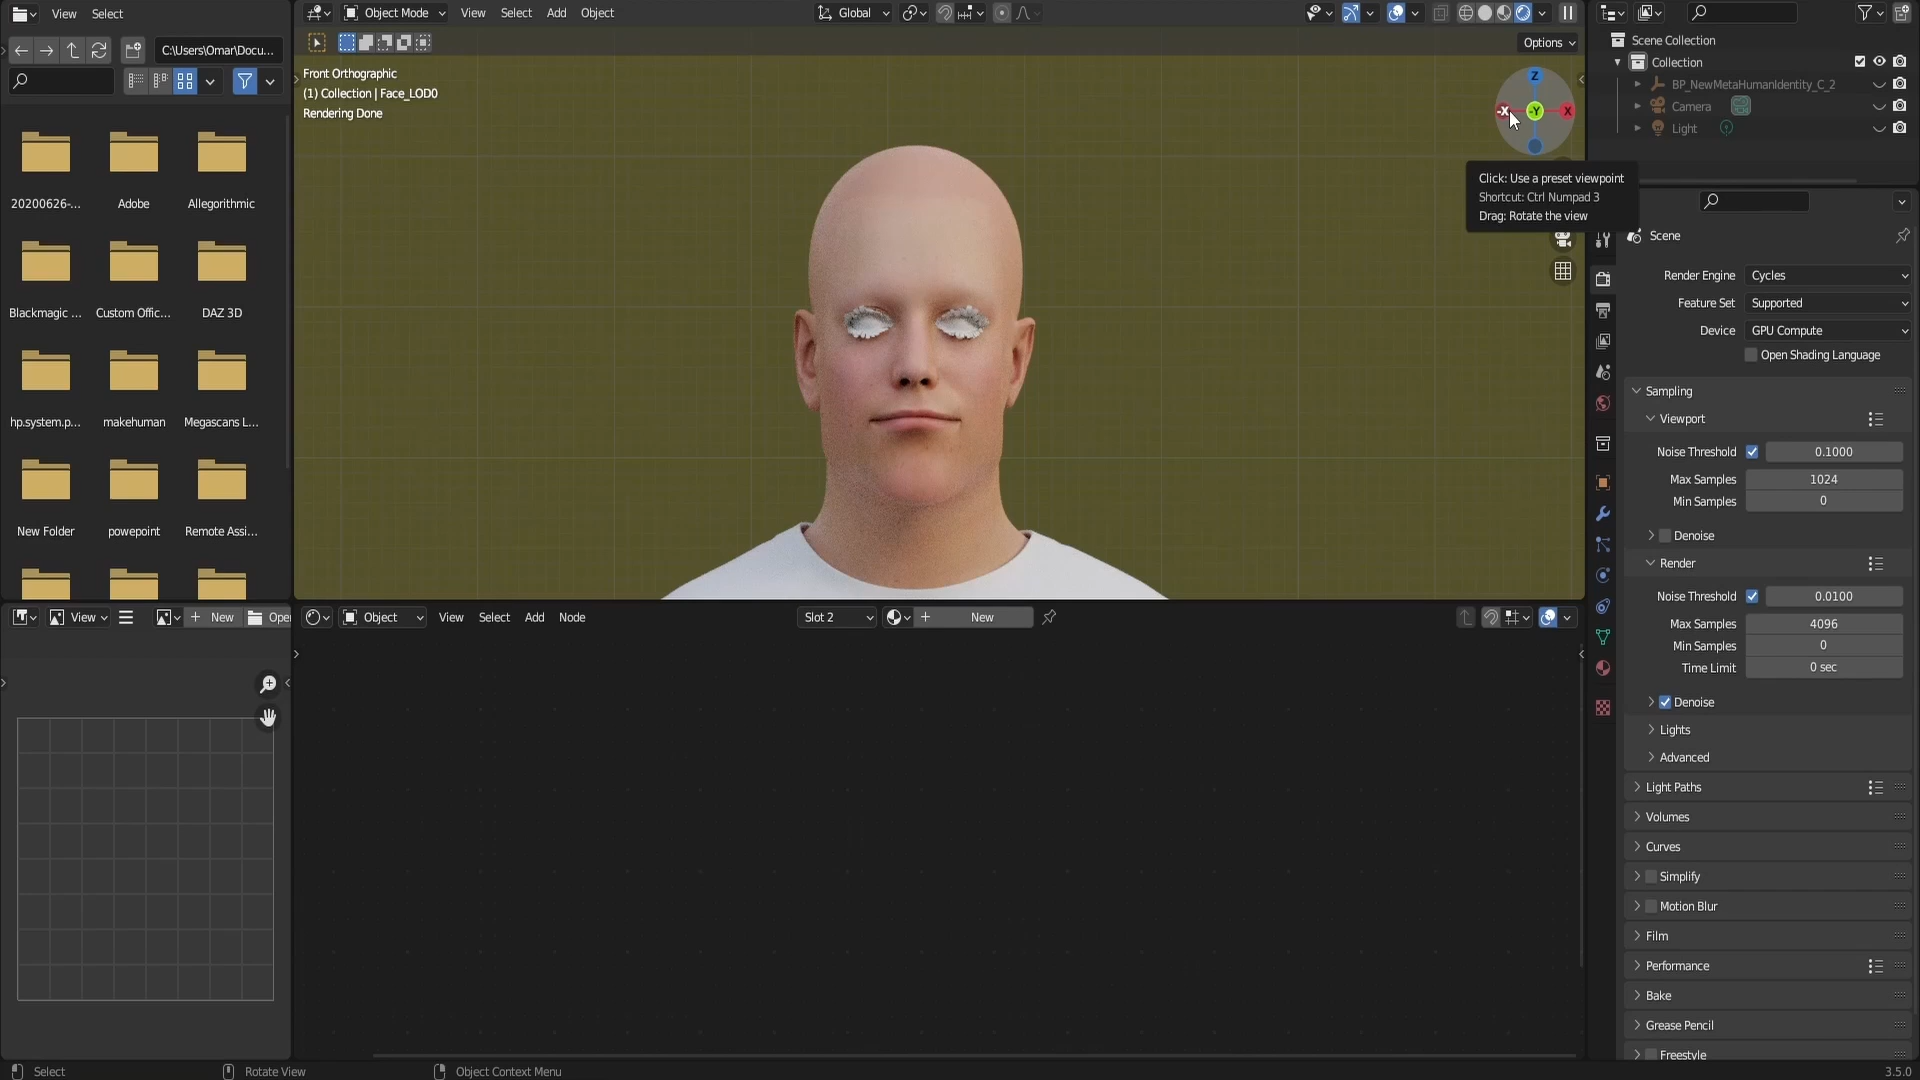 View Select
C:\Users\Omar\Docu...
20200626-... Adobe Allegorithmic
Blackmagic ... Custom Offic... DAZ 3D
hp.system.p... makehuman Megascans L...
New Folder powepoint Remote Assi...
Object Mode View Select Add Object Global
Options
Front Orthographic
(1) Collection | Face_LOD0
Rendering Done
Z
-X -Y X
Click: Use a preset viewpoint
Shortcut: Ctrl Numpad 3
Drag: Rotate the view
Scene Collection
Collection
BP_NewMetaHumanIdentity_C_2
Camera
Light
Scene
Render Engine Cycles
Feature Set Supported
Device GPU Compute
Open Shading Language
Sampling
Viewport
Noise Threshold 0.1000
Max Samples 1024
Min Samples 0
Denoise
Render
Noise Threshold 0.0100
Max Samples 4096
Min Samples 0
Time Limit 0 sec
Denoise
Lights
Advanced
Light Paths
Volumes
Curves
Simplify
Motion Blur
Film
Performance
Bake
Grease Pencil
Freestyle
View New Ope
Object View Select Add Node Slot 2 New
Select Rotate View Object Context Menu 3.5.0